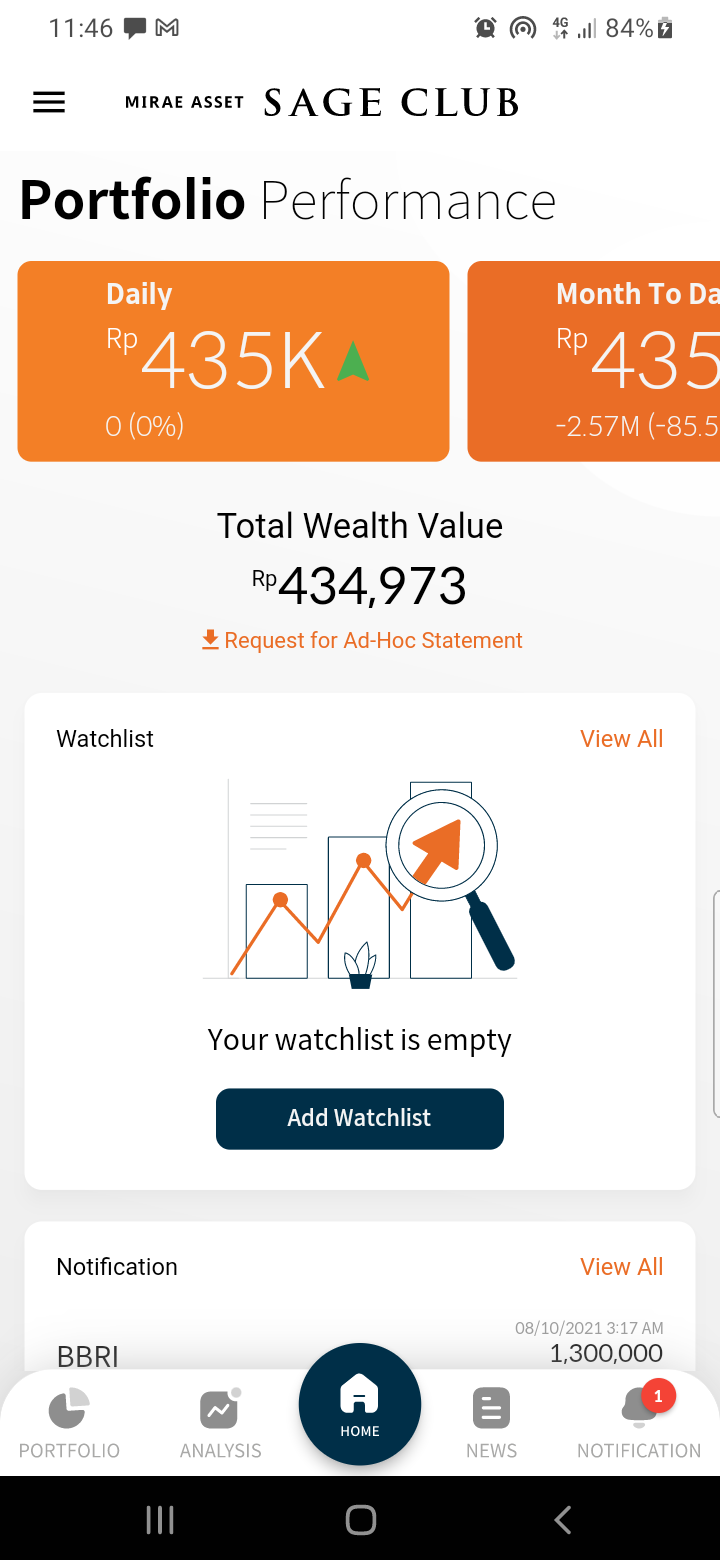 11:46
4G
84%
MIRAE ASSET SAGE CLUB
Portfolio Performance
Daily
Rp 435K
0 (0%)
Month To Da
Rp 435
-2.57M (-85.5
Total Wealth Value
Rp 434,973
Request for Ad-Hoc Statement
Watchlist
View All
Your watchlist is empty
Add Watchlist
Notification
View All
08/10/2021 3:17 AM
BBRI
1,300,000
PORTFOLIO
ANALYSIS
HOME
NEWS
1
NOTIFICATION